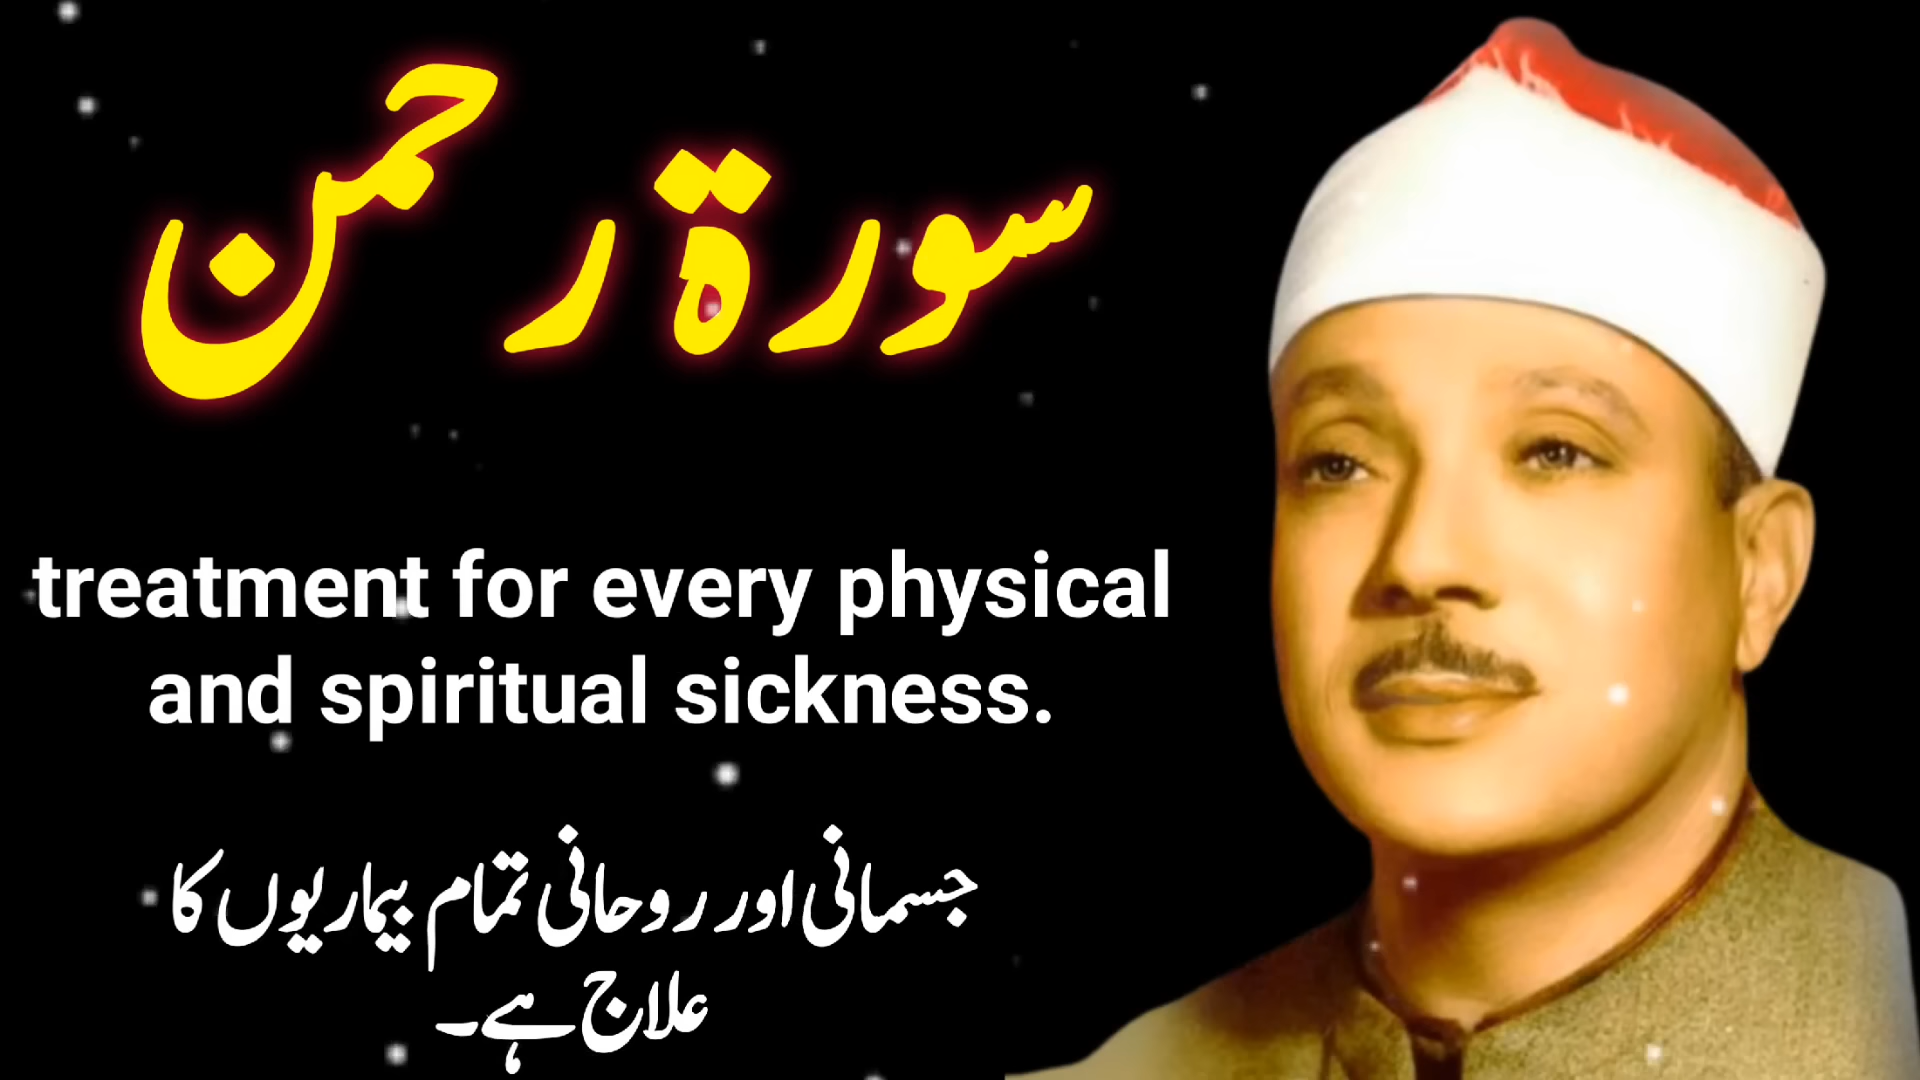 سورۃ رحمن
treatment for every physical
and spiritual sickness.
جسمانی اور روحانی تمام بیماریوں کا
علاج ہے۔